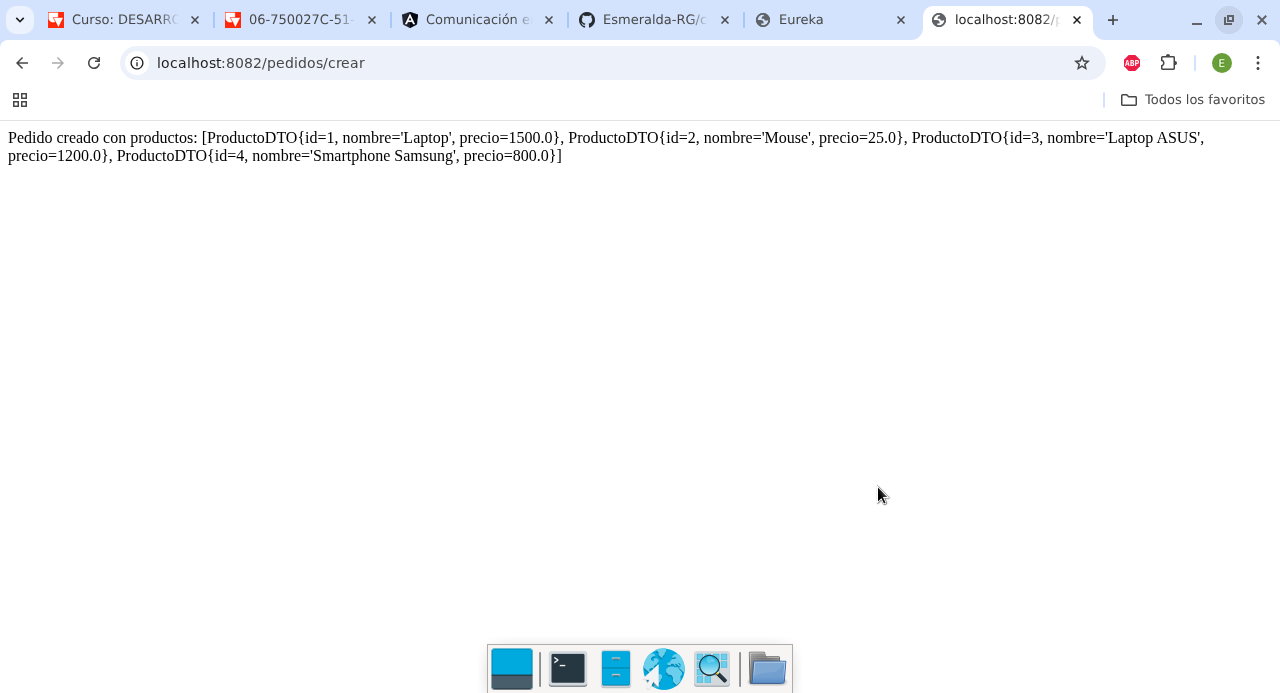 Curso: DESARRO
06-750027C-51-
Comunicación e
Esmeralda-RG/
Eureka
localhost:8082/p
localhost:8082/pedidos/crear
ABP
E
Todos los favoritos
Pedido creado con productos: [ProductoDTO{id=1, nombre='Laptop', precio=1500.0}, ProductoDTO{id=2, nombre='Mouse', precio=25.0}, ProductoDTO{id=3, nombre='Laptop ASUS',
precio=1200.0}, ProductoDTO{id=4, nombre='Smartphone Samsung', precio=800.0}]
>_